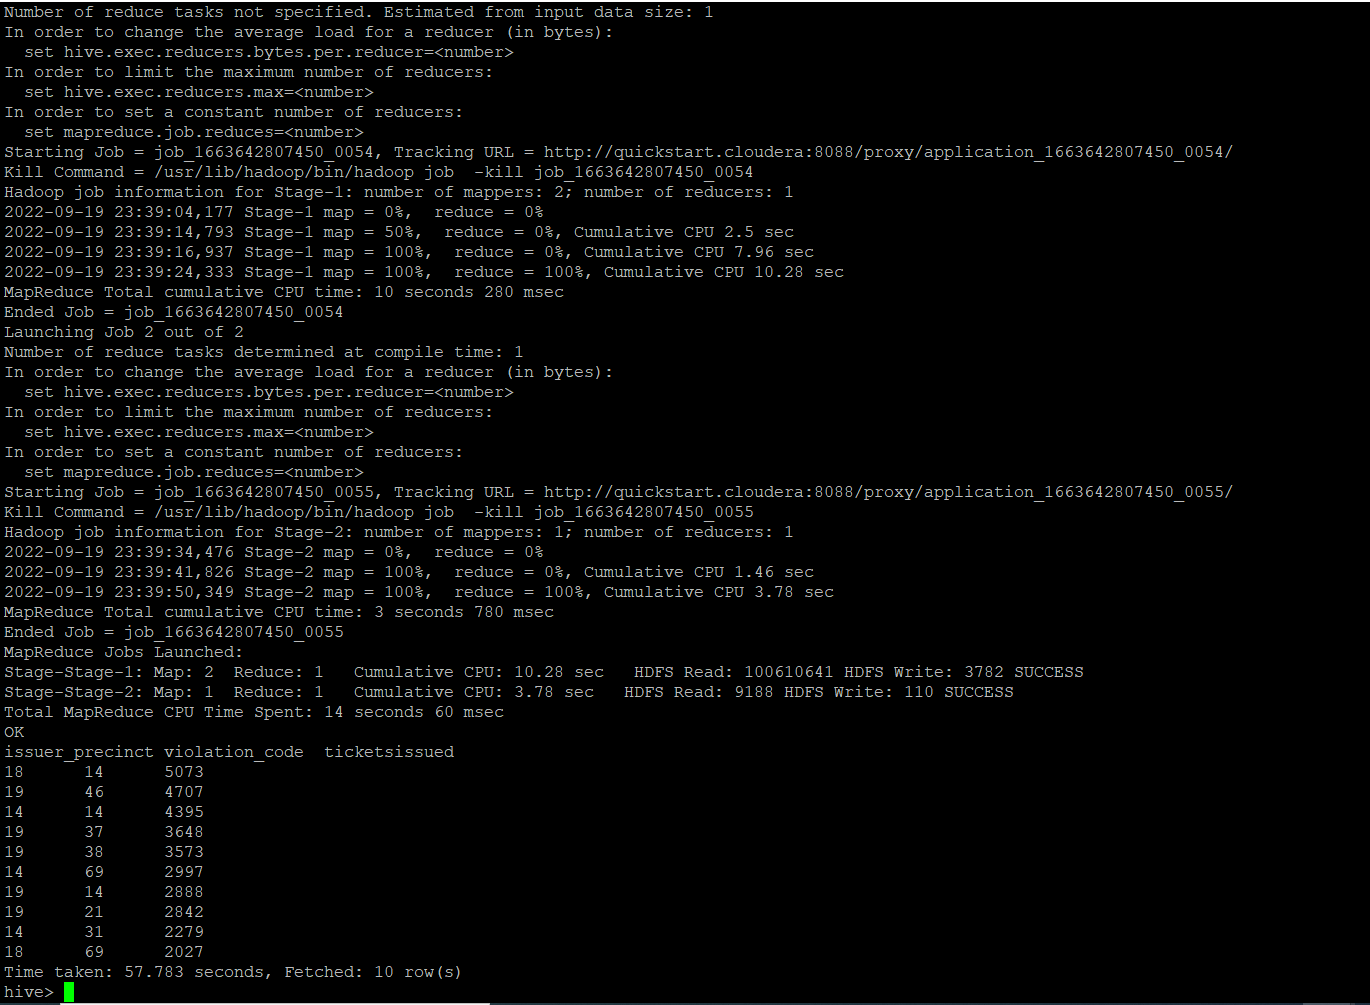 Number of reduce tasks not specified. Estimated from input data size: 1
In order to change the average load for a reducer (in bytes):
  set hive.exec.reducers.bytes.per.reducer=<number>
In order to limit the maximum number of reducers:
  set hive.exec.reducers.max=<number>
In order to set a constant number of reducers:
  set mapreduce.job.reduces=<number>
Starting Job = job_1663642807450_0054, Tracking URL = http://quickstart.cloudera:8088/proxy/application_1663642807450_0054/
Kill Command = /usr/lib/hadoop/bin/hadoop job  -kill job_1663642807450_0054
Hadoop job information for Stage-1: number of mappers: 2; number of reducers: 1
2022-09-19 23:39:04,177 Stage-1 map = 0%,  reduce = 0%
2022-09-19 23:39:14,793 Stage-1 map = 50%,  reduce = 0%, Cumulative CPU 2.5 sec
2022-09-19 23:39:16,937 Stage-1 map = 100%,  reduce = 0%, Cumulative CPU 7.96 sec
2022-09-19 23:39:24,333 Stage-1 map = 100%,  reduce = 100%, Cumulative CPU 10.28 sec
MapReduce Total cumulative CPU time: 10 seconds 280 msec
Ended Job = job_1663642807450_0054
Launching Job 2 out of 2
Number of reduce tasks determined at compile time: 1
In order to change the average load for a reducer (in bytes):
  set hive.exec.reducers.bytes.per.reducer=<number>
In order to limit the maximum number of reducers:
  set hive.exec.reducers.max=<number>
In order to set a constant number of reducers:
  set mapreduce.job.reduces=<number>
Starting Job = job_1663642807450_0055, Tracking URL = http://quickstart.cloudera:8088/proxy/application_1663642807450_0055/
Kill Command = /usr/lib/hadoop/bin/hadoop job  -kill job_1663642807450_0055
Hadoop job information for Stage-2: number of mappers: 1; number of reducers: 1
2022-09-19 23:39:34,476 Stage-2 map = 0%,  reduce = 0%
2022-09-19 23:39:41,826 Stage-2 map = 100%,  reduce = 0%, Cumulative CPU 1.46 sec
2022-09-19 23:39:50,349 Stage-2 map = 100%,  reduce = 100%, Cumulative CPU 3.78 sec
MapReduce Total cumulative CPU time: 3 seconds 780 msec
Ended Job = job_1663642807450_0055
MapReduce Jobs Launched:
Stage-Stage-1: Map: 2  Reduce: 1   Cumulative CPU: 10.28 sec   HDFS Read: 100610641 HDFS Write: 3782 SUCCESS
Stage-Stage-2: Map: 1  Reduce: 1   Cumulative CPU: 3.78 sec   HDFS Read: 9188 HDFS Write: 110 SUCCESS
Total MapReduce CPU Time Spent: 14 seconds 60 msec
OK
issuer_precinct violation_code  ticketsissued
18      14      5073
19      46      4707
14      14      4395
19      37      3648
19      38      3573
14      69      2997
19      14      2888
19      21      2842
14      31      2279
18      69      2027
Time taken: 57.783 seconds, Fetched: 10 row(s)
hive>